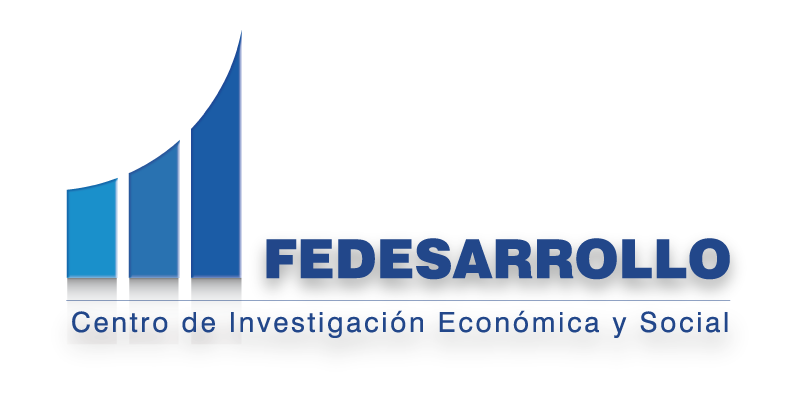 FEDESARROLLO
Centro de Investigación Económica y Social